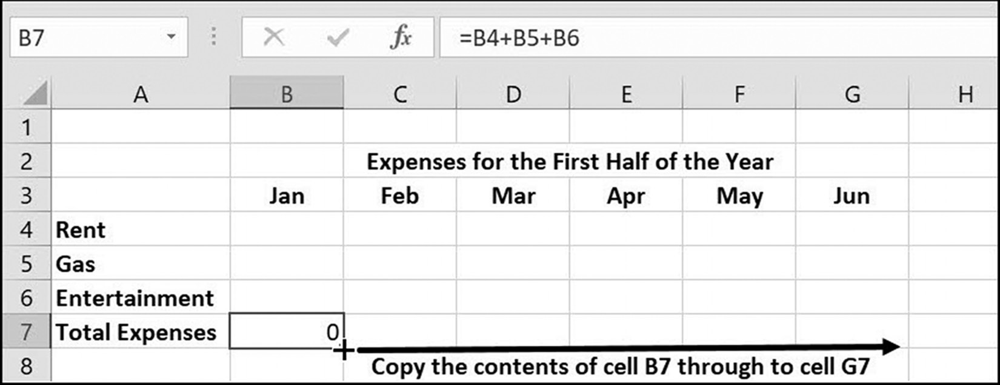 B7 fx =B4+B5+B6
A B C D E F G H
1
2 Expenses for the First Half of the Year
3 Jan Feb Mar Apr May Jun
4 Rent
5 Gas
6 Entertainment
7 Total Expenses 0
8 Copy the contents of cell B7 through to cell G7